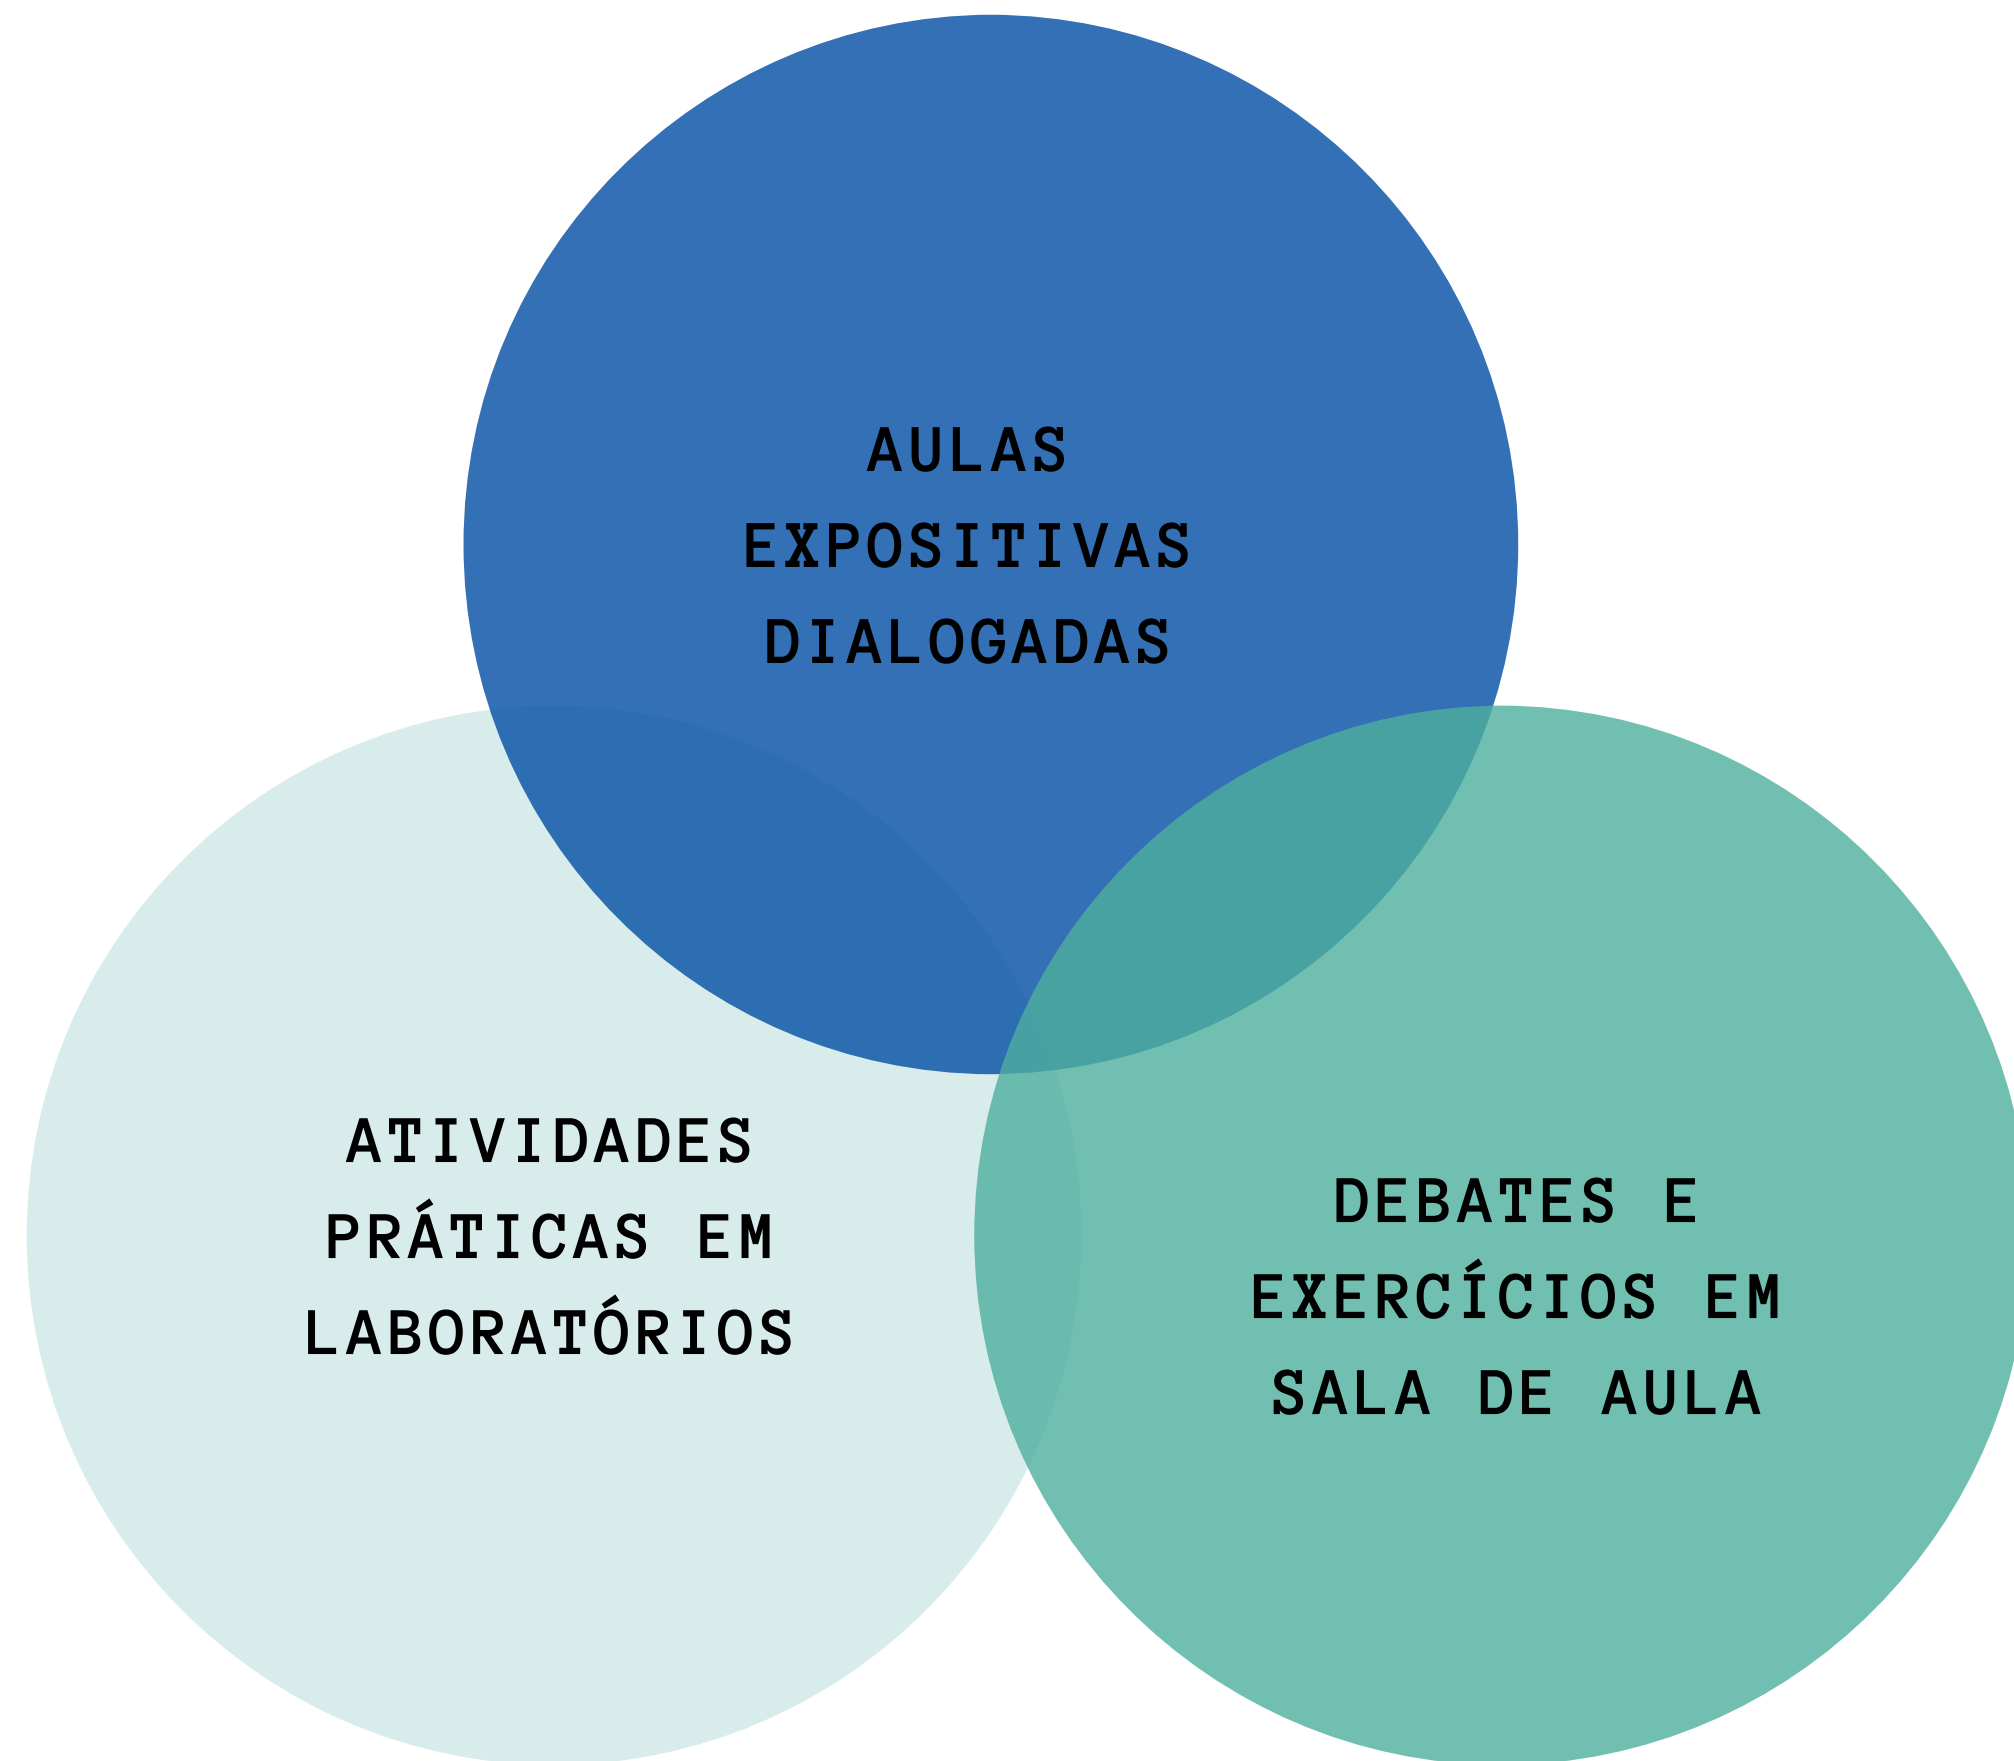 AULAS
EXPOSITIVAS
DIALOGADAS
ATIVIDADES
PRÁTICAS EM
LABORATÓRIOS
DEBATES E
EXERCÍCIOS EM
SALA DE AULA